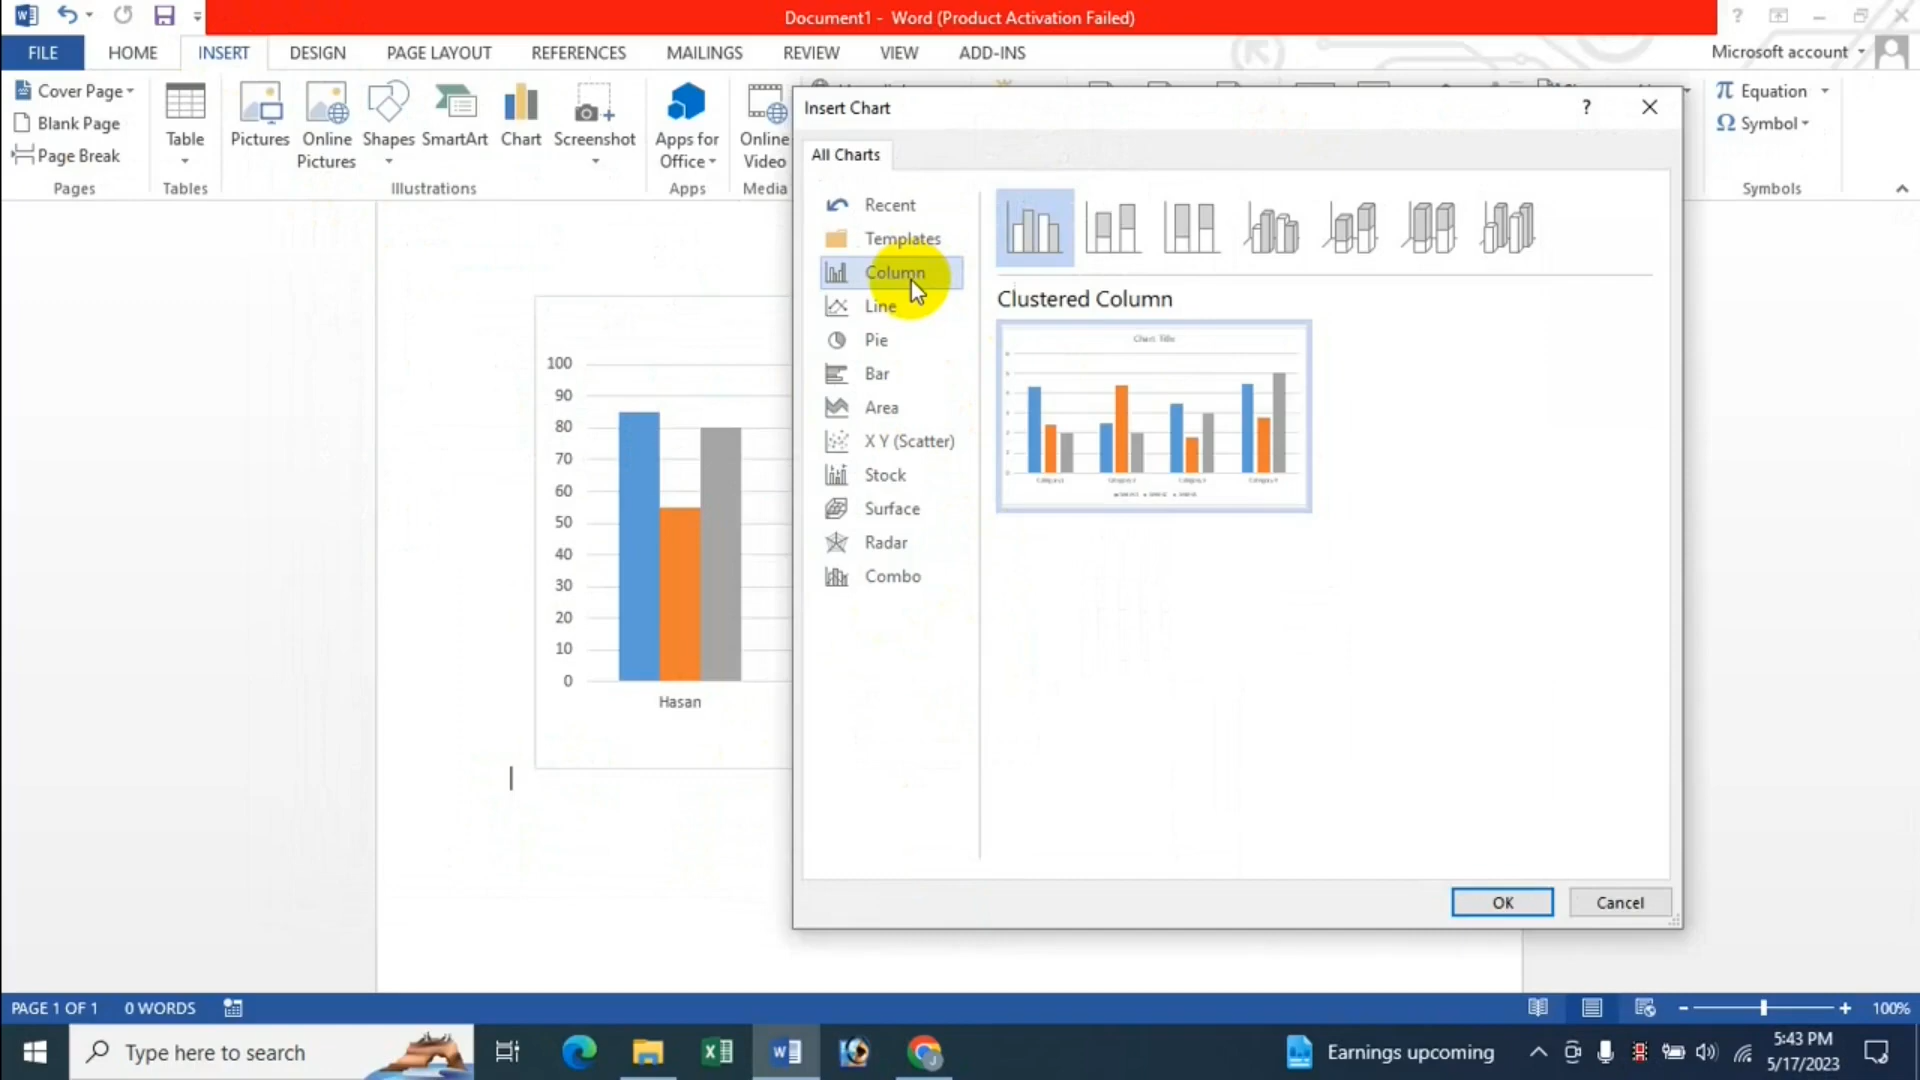 Document1 - Word (Product Activation Failed)
FILE HOME INSERT DESIGN PAGE LAYOUT REFERENCES MAILINGS REVIEW VIEW ADD-INS Microsoft account
Cover Page
Blank Page
Page Break
Pages
Table
Tables
Pictures
Online Pictures
Shapes
SmartArt
Chart
Screenshot
Illustrations
Apps for Office
Apps
Online Video
Media
π Equation
Ω Symbol
Symbols
Insert Chart
?
All Charts
Recent
Templates
Column
Line
Pie
Bar
Area
X Y (Scatter)
Stock
Surface
Radar
Combo
Clustered Column
Chart Title
OK Cancel
100
90
80
70
60
50
40
30
20
10
0
Hasan
PAGE 1 OF 1 0 WORDS 100%
Type here to search
Earnings upcoming
5:43 PM
5/17/2023